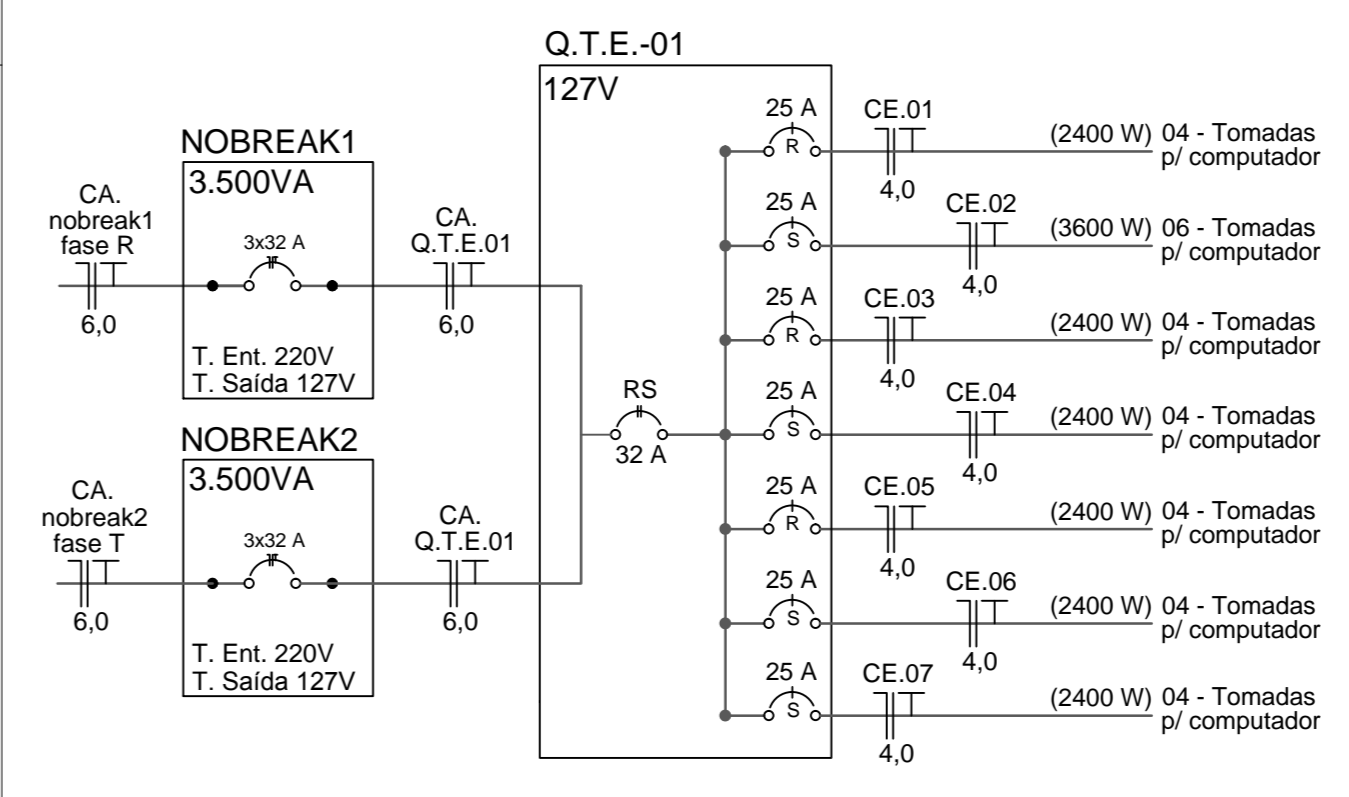 Q.T.E.-01
127V
NOBREAK1
3.500VA
CA.
nobreak1
fase R
6,0
3x32 A
T. Ent. 220V
T. Saída 127V
CA.
Q.T.E.01
6,0
NOBREAK2
3.500VA
CA.
nobreak2
fase T
6,0
3x32 A
T. Ent. 220V
T. Saída 127V
CA.
Q.T.E.01
6,0
RS
32 A
25 A
R
CE.01
4,0
(2400 W) 04 - Tomadas
p/ computador
25 A
S
CE.02
4,0
(3600 W) 06 - Tomadas
p/ computador
25 A
R
CE.03
4,0
(2400 W) 04 - Tomadas
p/ computador
25 A
S
CE.04
4,0
(2400 W) 04 - Tomadas
p/ computador
25 A
R
CE.05
4,0
(2400 W) 04 - Tomadas
p/ computador
25 A
S
CE.06
4,0
(2400 W) 04 - Tomadas
p/ computador
25 A
S
CE.07
4,0
(2400 W) 04 - Tomadas
p/ computador